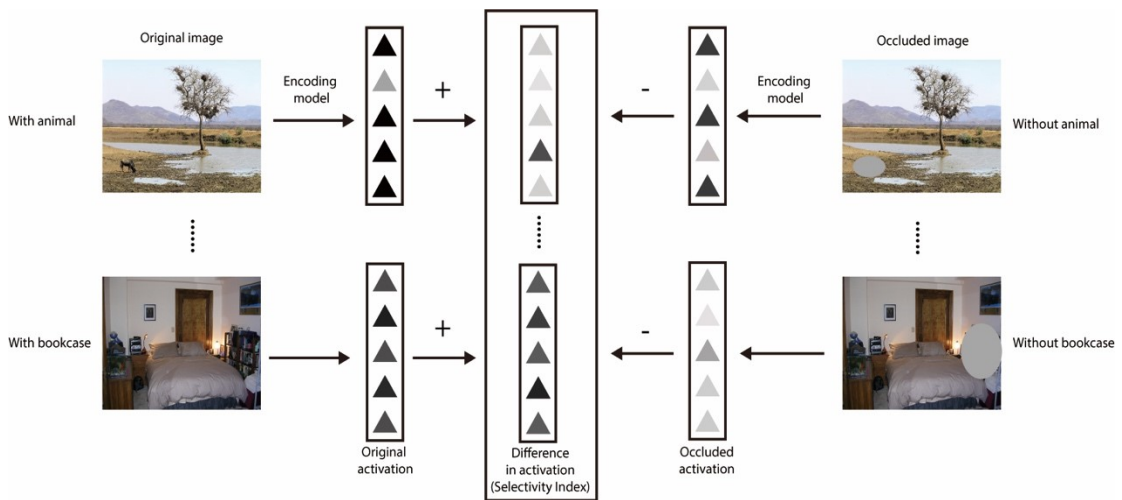 Original image
Occluded image
Encoding
model
+
-
Encoding
model
With animal
Without animal
With bookcase
+
-
Without bookcase
Original
activation
Difference
in activation
(Selectivity Index)
Occluded
activation